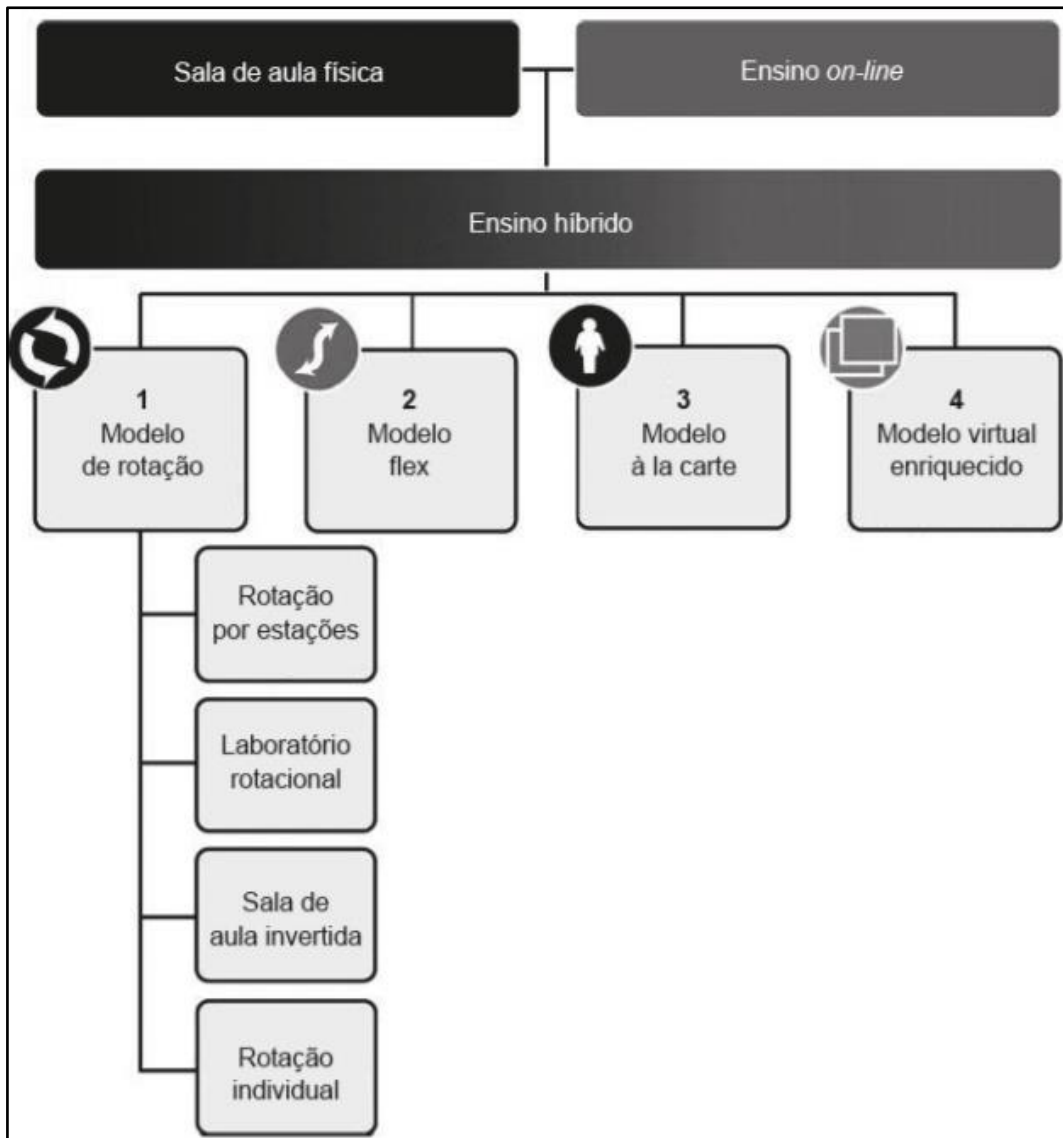 Sala de aula física
Ensino on-line
Ensino híbrido
1
Modelo
de rotação
2
Modelo
flex
3
Modelo
à la carte
4
Modelo virtual
enriquecido
Rotação
por estações
Laboratório
rotacional
Sala de
aula invertida
Rotação
individual